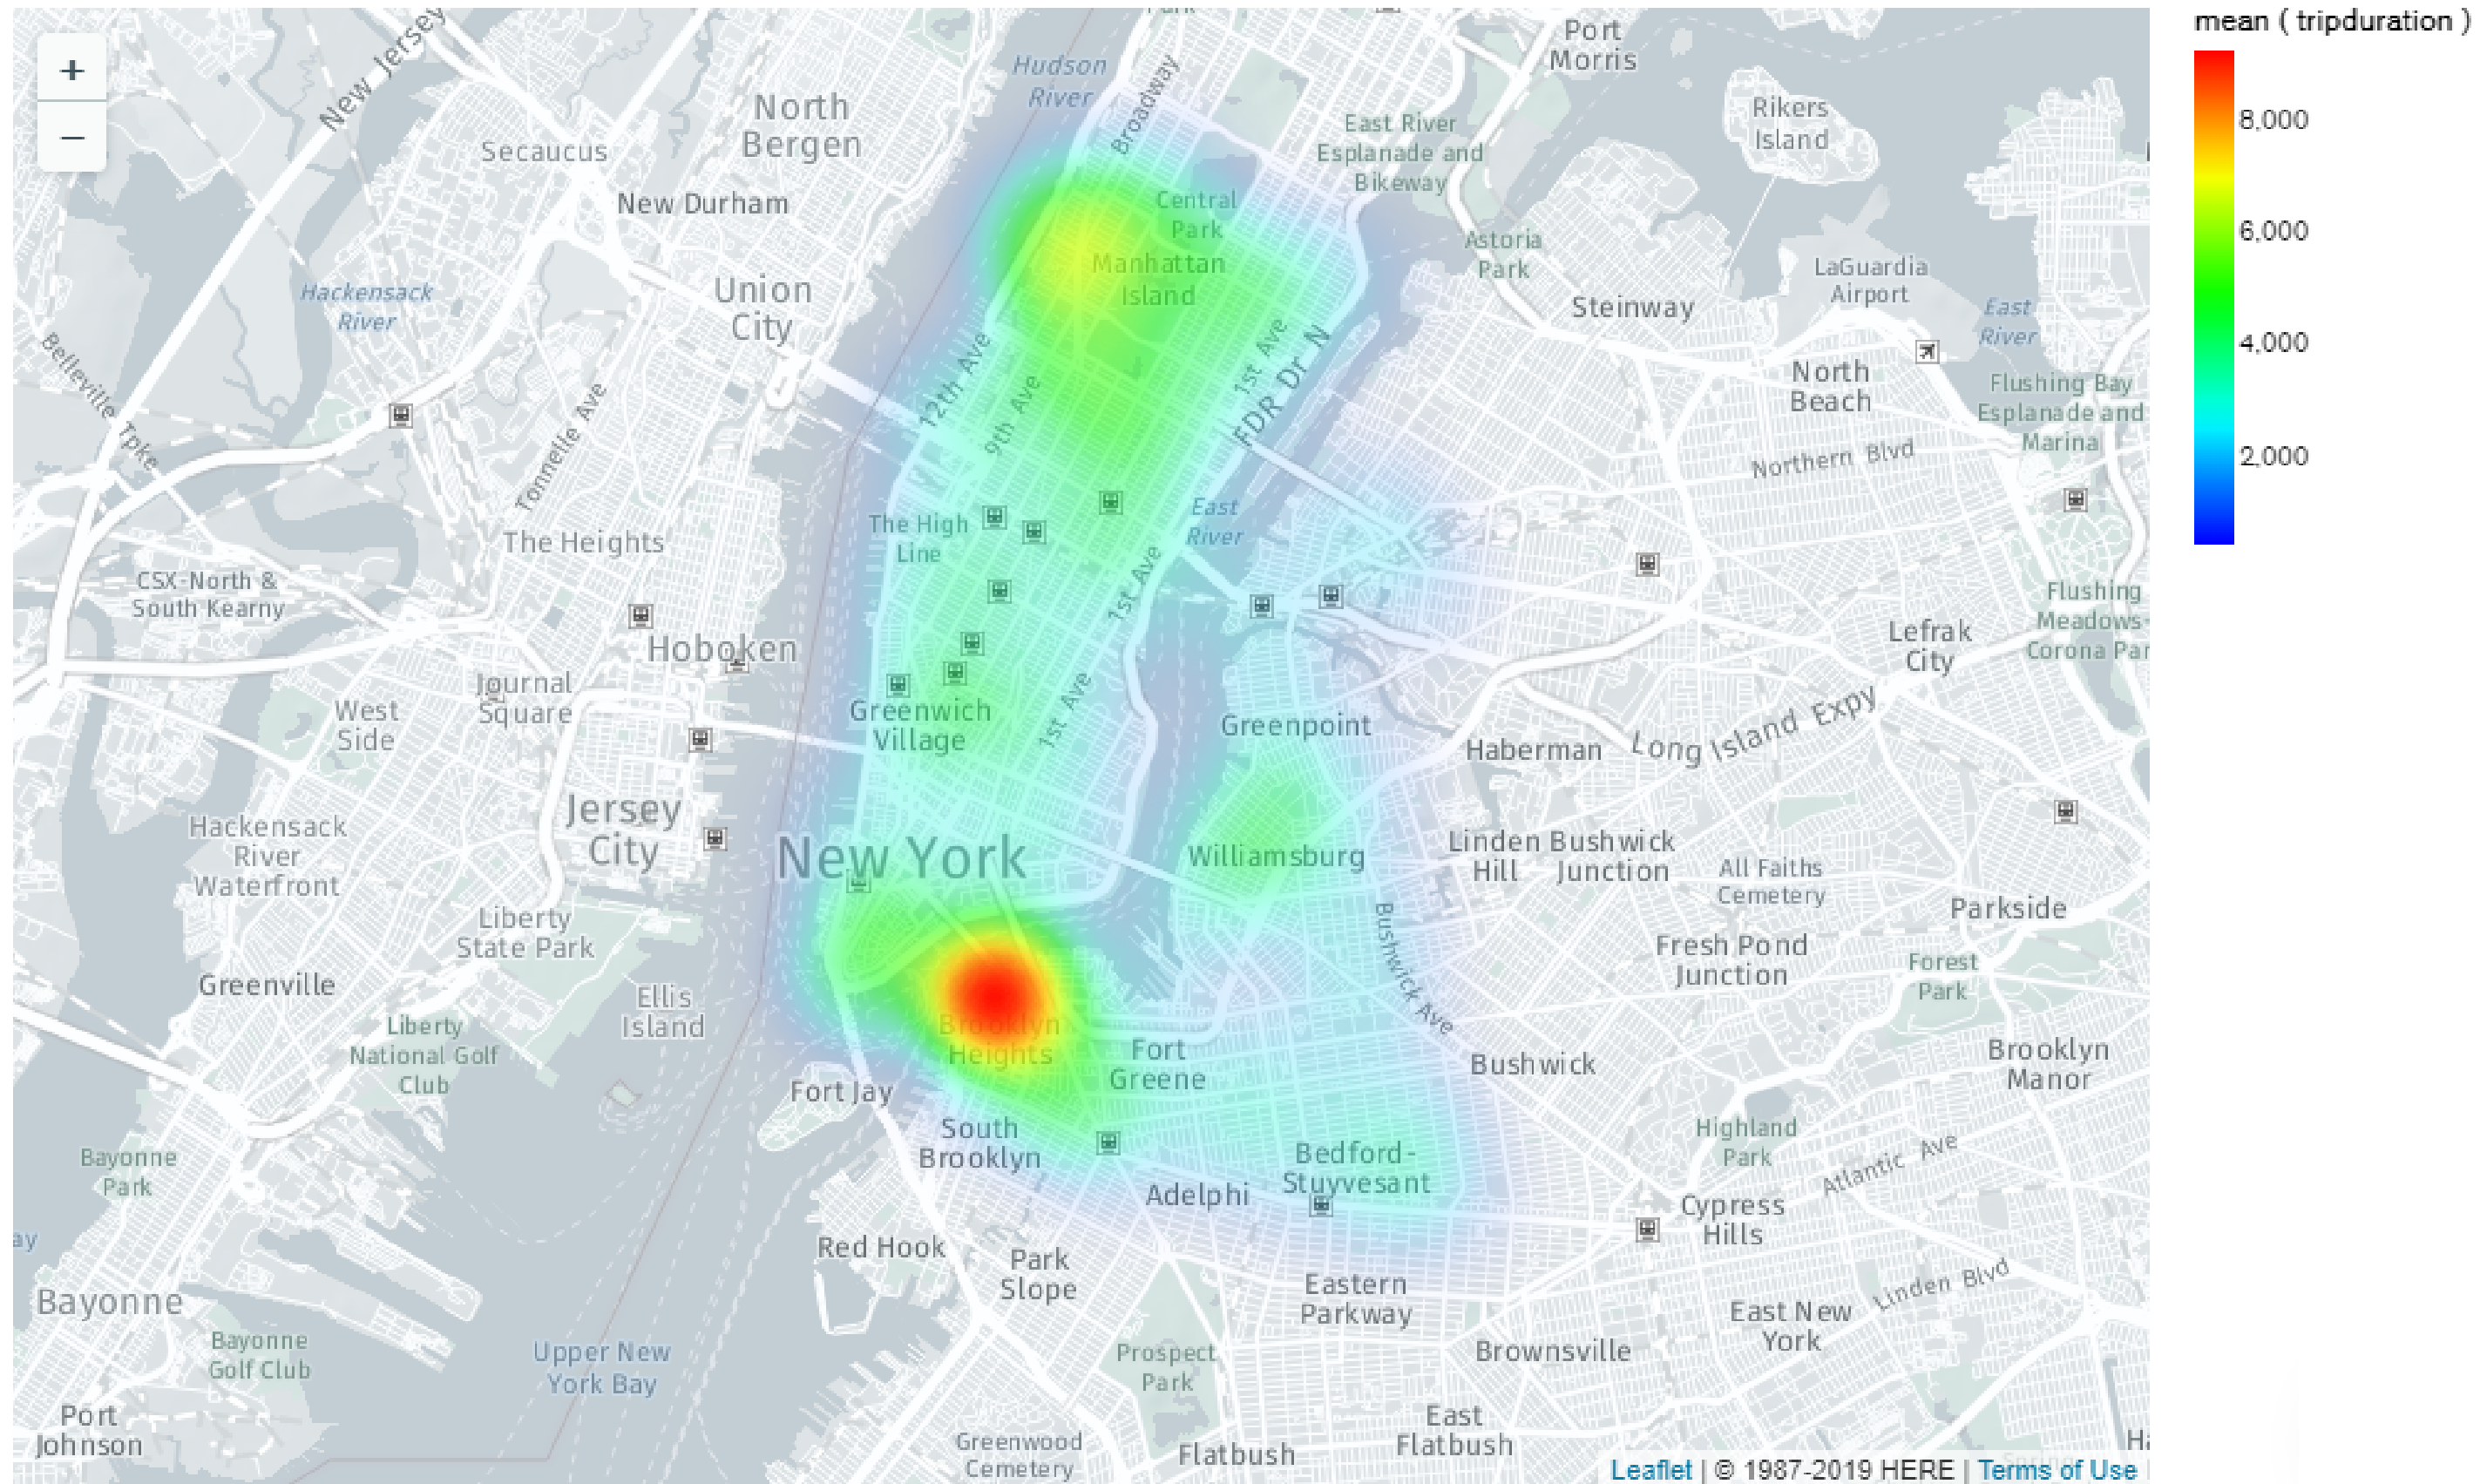 mean ( tripduration )
8,000
6,000
4,000
2,000
+
−
New Jersey
Hudson
River
Broadway
Port
Morris
North
Bergen
Rikers
Island
East River
Esplanade and
Bikeway
Secaucus
New Durham
Central
Park
Astoria
Park
Manhattan
Island
LaGuardia
Airport
Hackensack
River
Union
City
Steinway
East
River
Belleville Tpke
12th Ave
9th Ave
1st Ave
FDR Dr N
North
Beach
Flushing Bay
Esplanade and
Marina
Tonnelle Ave
Northern Blvd
The High
Line
East
River
The Heights
CSX-North &
South Kearny
1st Ave
Flushing
Meadows-
Corona Par
Hoboken
Lefrak
City
Journal
Square
West
Side
Greenwich
Village
1st Ave
Greenpoint
Haberman
Long Island Expy
Jersey
City
Hackensack
River
Waterfront
New York
Williamsburg
Linden
Hill
Bushwick
Junction
All Faiths
Cemetery
Liberty
State Park
Bushwick Ave
Parkside
Fresh Pond
Junction
Forest
Park
Greenville
Ellis
Island
Liberty
National Golf
Club
Brooklyn
Heights
Fort
Greene
Bushwick
Brooklyn
Manor
Fort Jay
South
Brooklyn
Highland
Park
Atlantic Ave
Bayonne
Park
Bedford-
Stuyvesant
Adelphi
Cypress
Hills
ay
Red Hook
Park
Slope
Eastern
Parkway
Linden Blvd
Bayonne
East New
York
Bayonne
Golf Club
Upper New
York Bay
Prospect
Park
Brownsville
Port
Johnson
Greenwood
Cemetery
Flatbush
East
Flatbush
Leaflet | © 1987-2019 HERE | Terms of Use